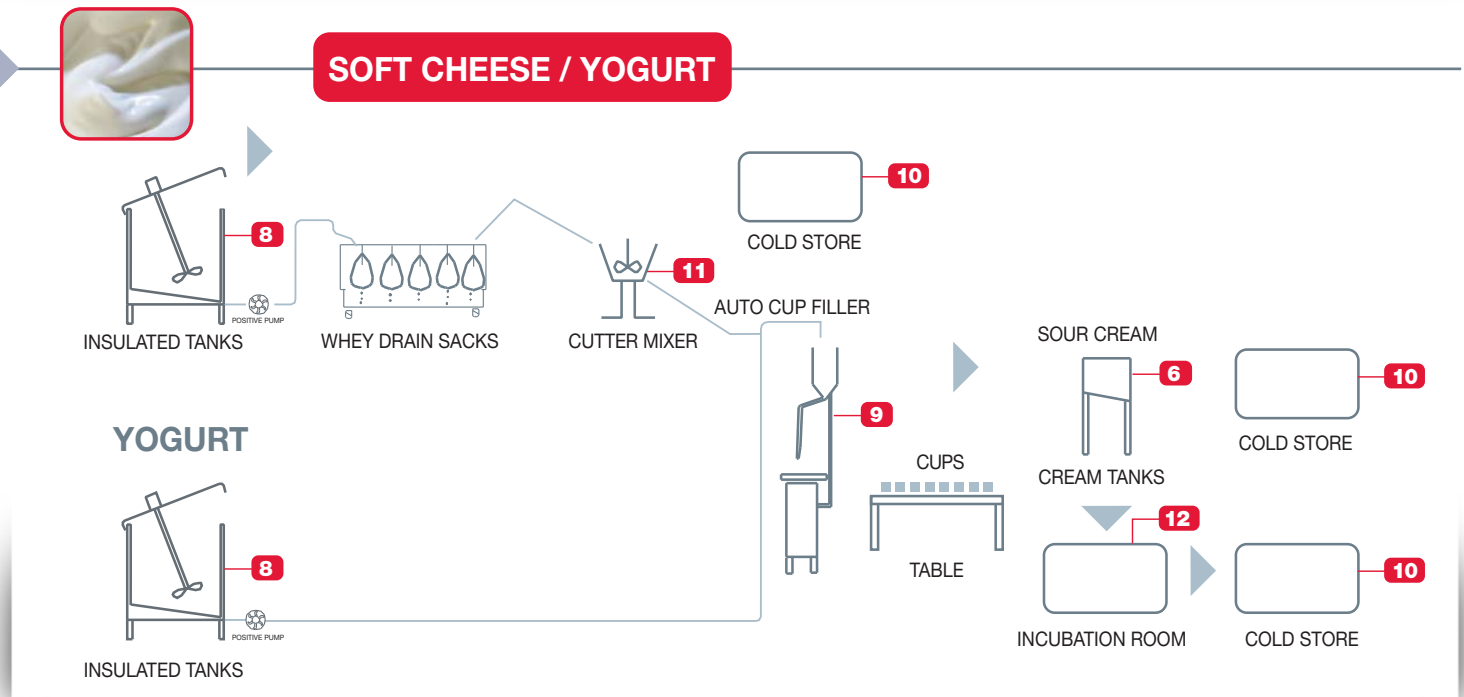 SOFT CHEESE / YOGURT
8
INSULATED TANKS
POSITIVE PUMP
WHEY DRAIN SACKS
11
CUTTER MIXER
10
COLD STORE
AUTO CUP FILLER
9
CUPS
TABLE
SOUR CREAM
6
CREAM TANKS
10
COLD STORE
12
INCUBATION ROOM
10
COLD STORE
YOGURT
8
POSITIVE PUMP
INSULATED TANKS